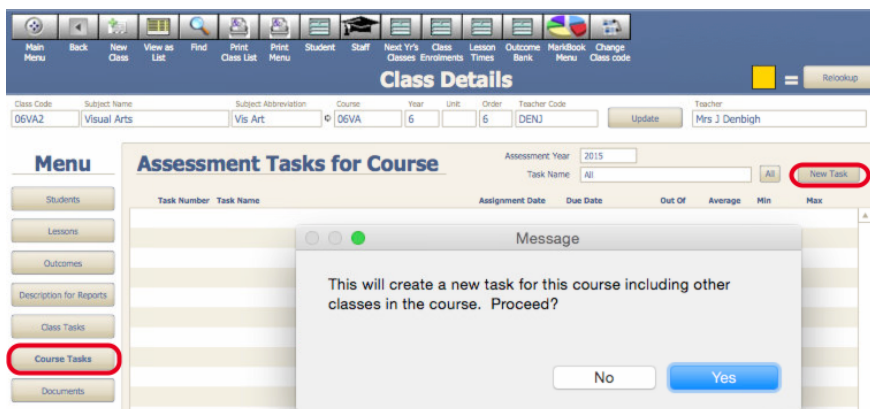 Main Menu
Back
New Class
View as List
Find
Print Class List
Print Menu
Student
Staff
Next Yr's Classes
Class Enrolments
Lesson Times
Outcome Bank
MarkBook Menu
Change Class code
Class Details
= Relookup
Class Code Subject Name Subject Abbreviation Course Year Unit Order Teacher Code Teacher
06VA2 Visual Arts Vis Art 06VA 6 6 DENJ Update Mrs J Denbigh
Menu
Assessment Tasks for Course
Assessment Year 2015
Task Name All All New Task
Task Number Task Name Assignment Date Due Date Out Of Average Min Max
Students
Lessons
Outcomes
Description for Reports
Class Tasks
Course Tasks
Documents
Message
This will create a new task for this course including other
classes in the course. Proceed?
No Yes